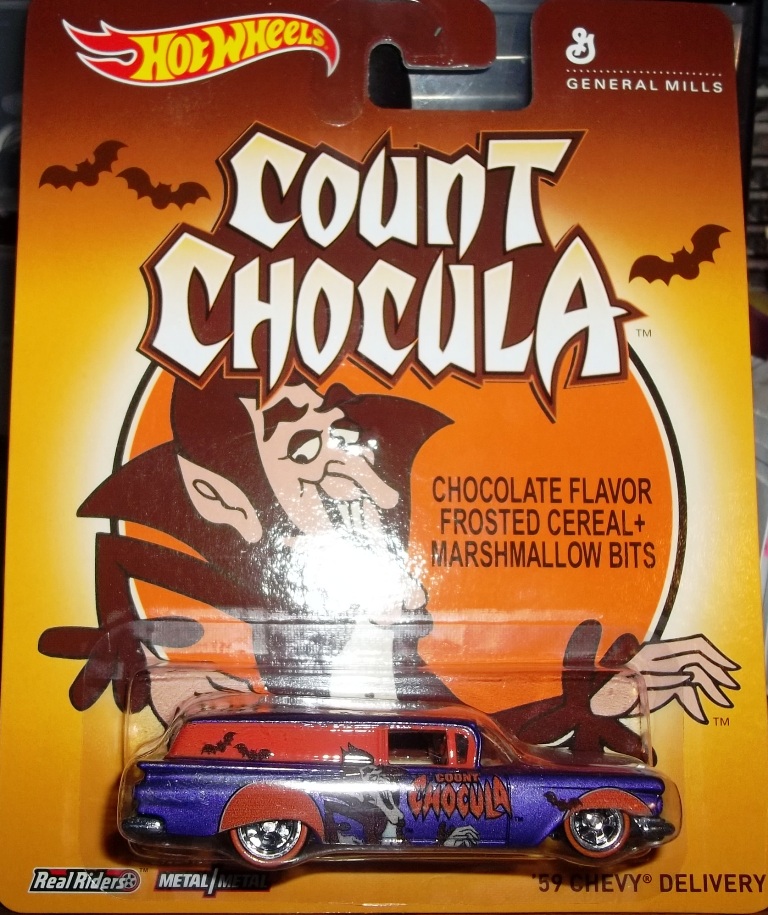 HOT WHEELS
GENERAL MILLS
COUNT
CHOCULA
TM
CHOCOLATE FLAVOR
FROSTED CEREAL+
MARSHMALLOW BITS
TM
COUNT
CHOCULA
Real Riders™
METAL/METAL
'59 CHEVY® DELIVERY